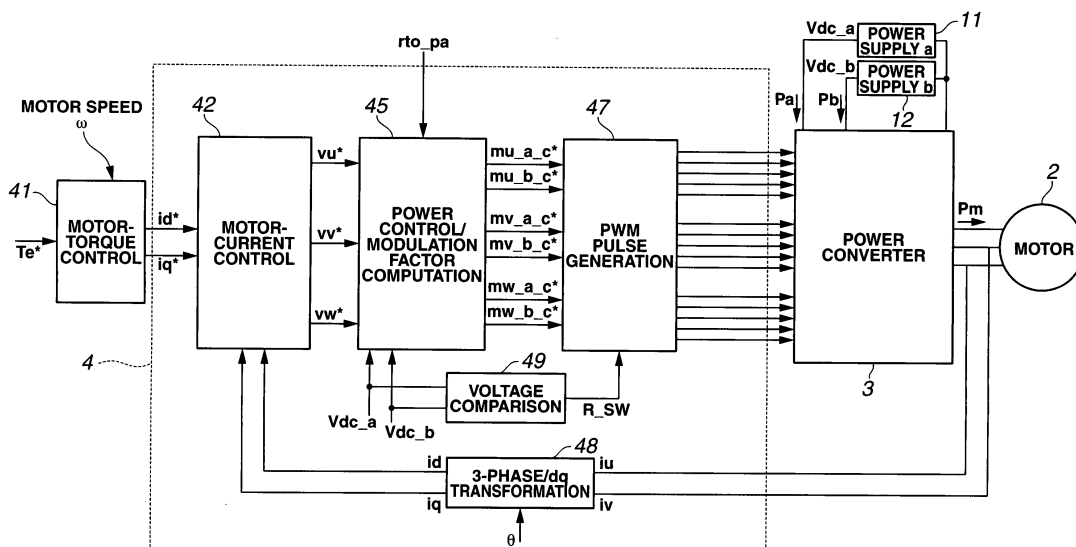 Vdc_a
POWER
SUPPLY a
11
rto_pa
Vdc_b
POWER
SUPPLY b
12
Pa
Pb
MOTOR SPEED
ω
42
45
47
41
MOTOR-
TORQUE
CONTROL
Te*
id*
iq*
MOTOR-
CURRENT
CONTROL
vu*
vv*
vw*
POWER
CONTROL/
MODULATION
FACTOR
COMPUTATION
mu_a_c*
mu_b_c*
mv_a_c*
mv_b_c*
mw_a_c*
mw_b_c*
PWM
PULSE
GENERATION
POWER
CONVERTER
3
Pm
2
MOTOR
4
49
VOLTAGE
COMPARISON
Vdc_a
Vdc_b
R_SW
48
3-PHASE/dq
TRANSFORMATION
id
iq
iu
iv
θ